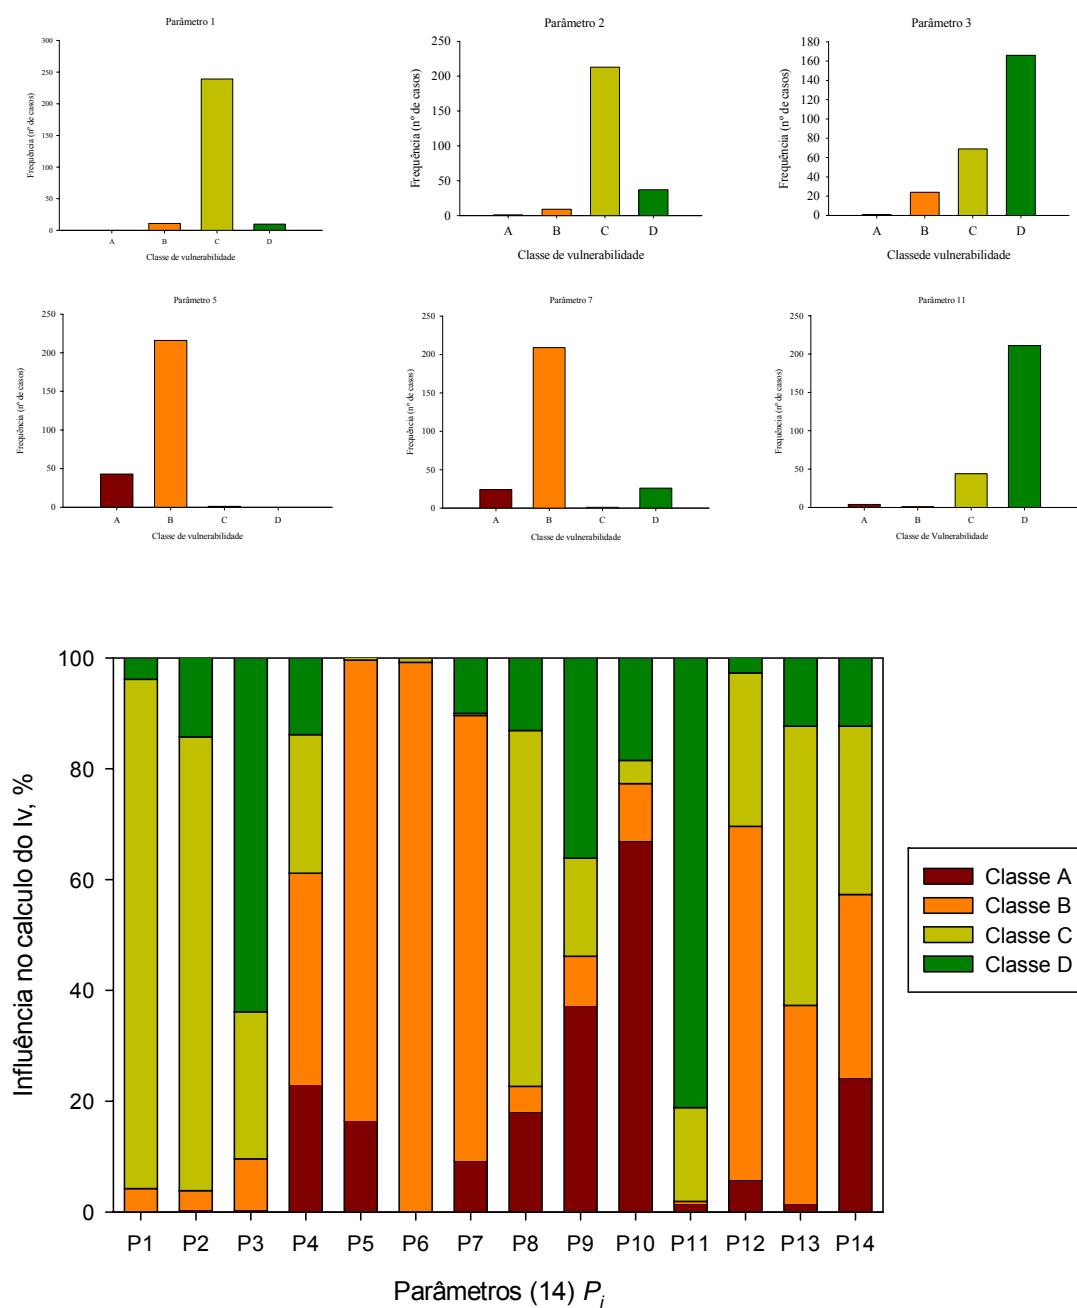 Parâmetro 1
Frequência (nº de casos)
300
250
200
150
100
50
0
A B C D
Classe de vulnerabilidade
Parâmetro 2
Frequência (nº de casos)
250
200
150
100
50
0
A B C D
Classe de vulnerabilidade
Parâmetro 3
Frequência (nº de casos)
180
160
140
120
100
80
60
40
20
0
A B C D
Classede vulnerabilidade
Parâmetro 5
Frequência (nº de casos)
250
200
150
100
50
0
A B C D
Classe de vulnerabilidade
Parâmetro 7
Frequência (nº de casos)
250
200
150
100
50
0
A B C D
Classe de vulnerabilidade
Parâmetro 11
Frequência (nº de casos)
250
200
150
100
50
0
A B C D
Classe de Vulnerabilidade
Influência no calculo do Iv, %
100
80
60
40
20
0
P1 P2 P3 P4 P5 P6 P7 P8 P9 P10 P11 P12 P13 P14
Parâmetros (14) Pi
Classe A
Classe B
Classe C
Classe D